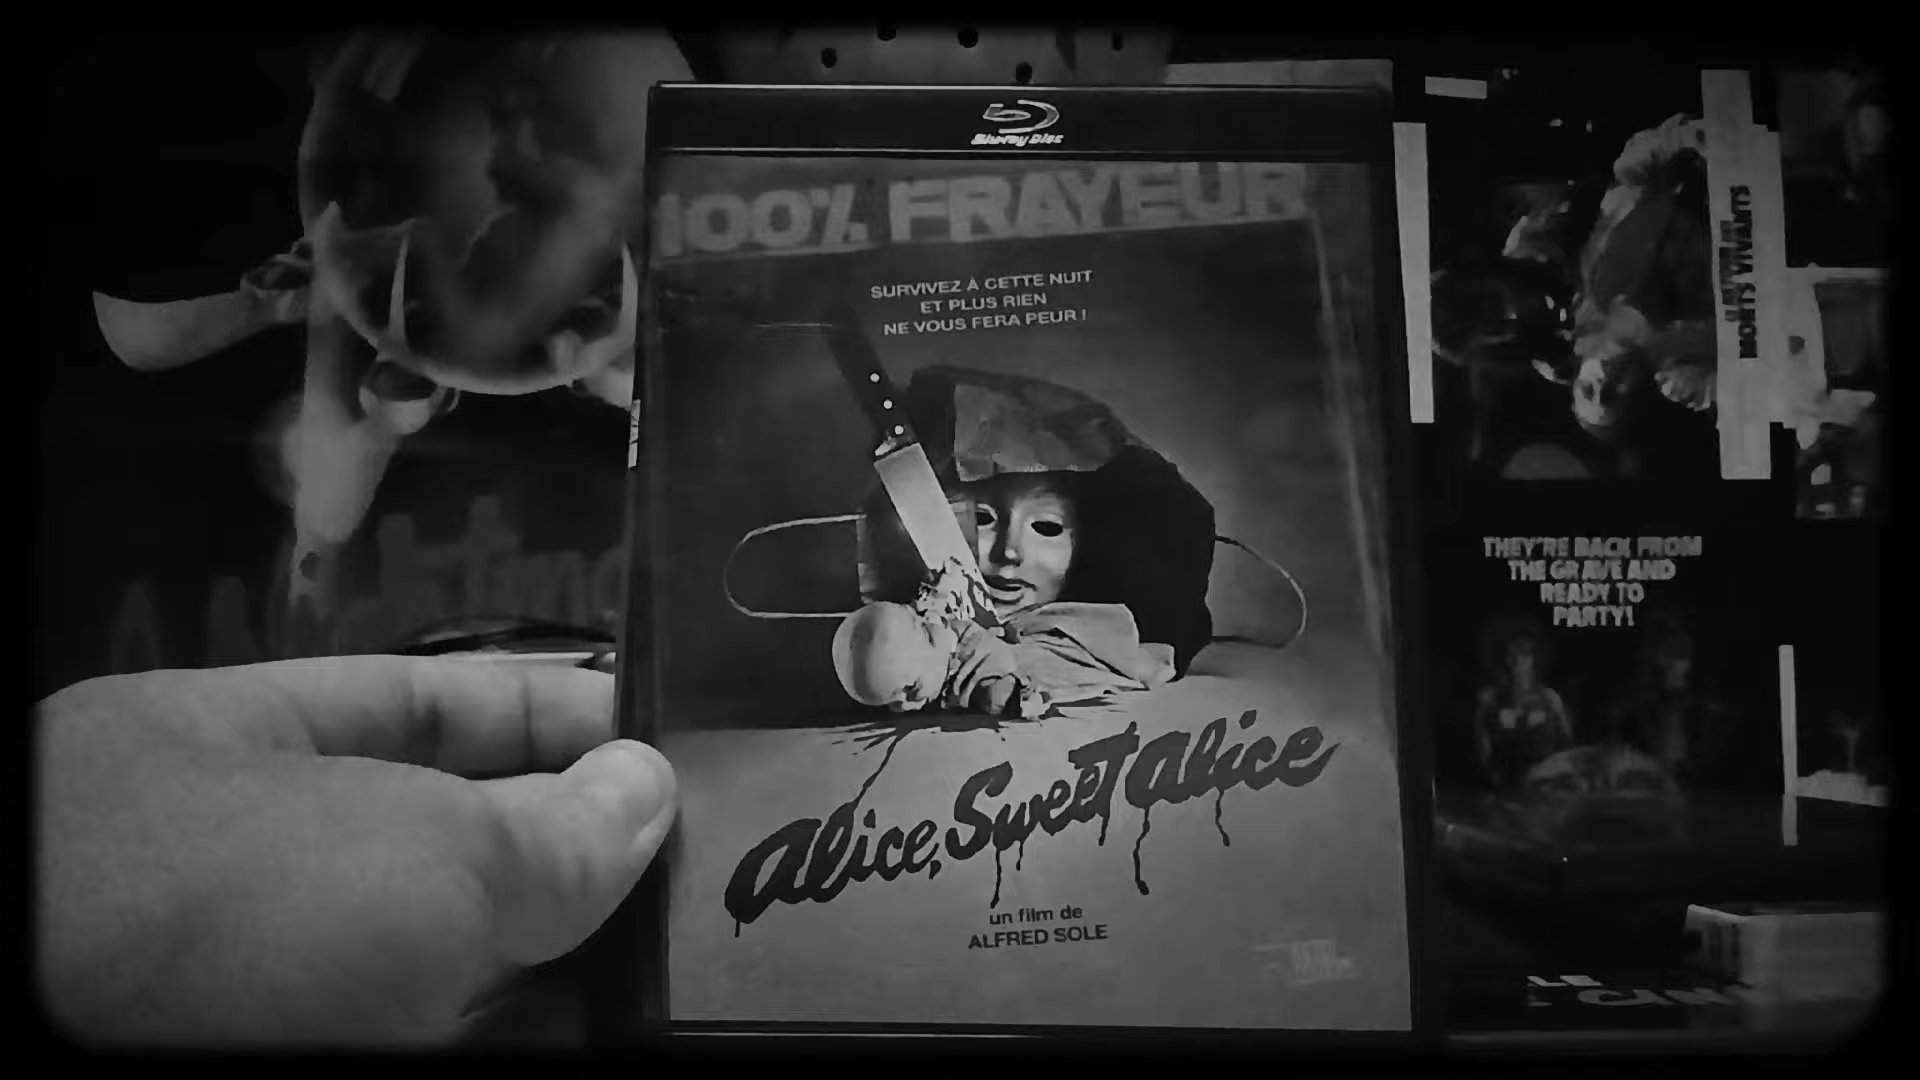 Blu-ray Disc
100% FRAYEUR
SURVIVEZ À CETTE NUIT
ET PLUS RIEN
NE VOUS FERA PEUR !
Alice, Sweet Alice
un film de
ALFRED SOLE
MORTS VIVANTS
THEY'RE BACK FROM
THE GRAVE AND
READY TO
PARTY!
LE